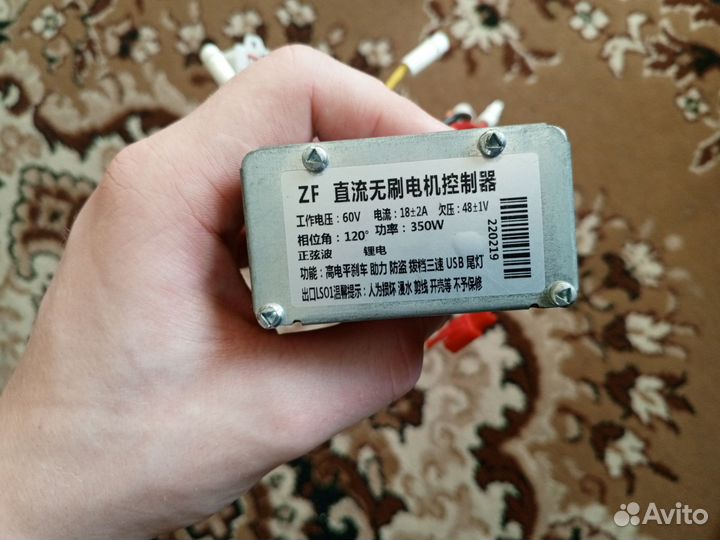 ZF 直流无刷电机控制器
工作电压：60V 电流：18±2A 欠压：48±1V
相位角：120° 功率：350W
正弦波 锂电
功能：高电平刹车 助力 防盗 拨档三速 USB 尾灯
出口LS01温馨提示：人为损坏 浸水 剪线 开壳等 不予保修
220219
Avito